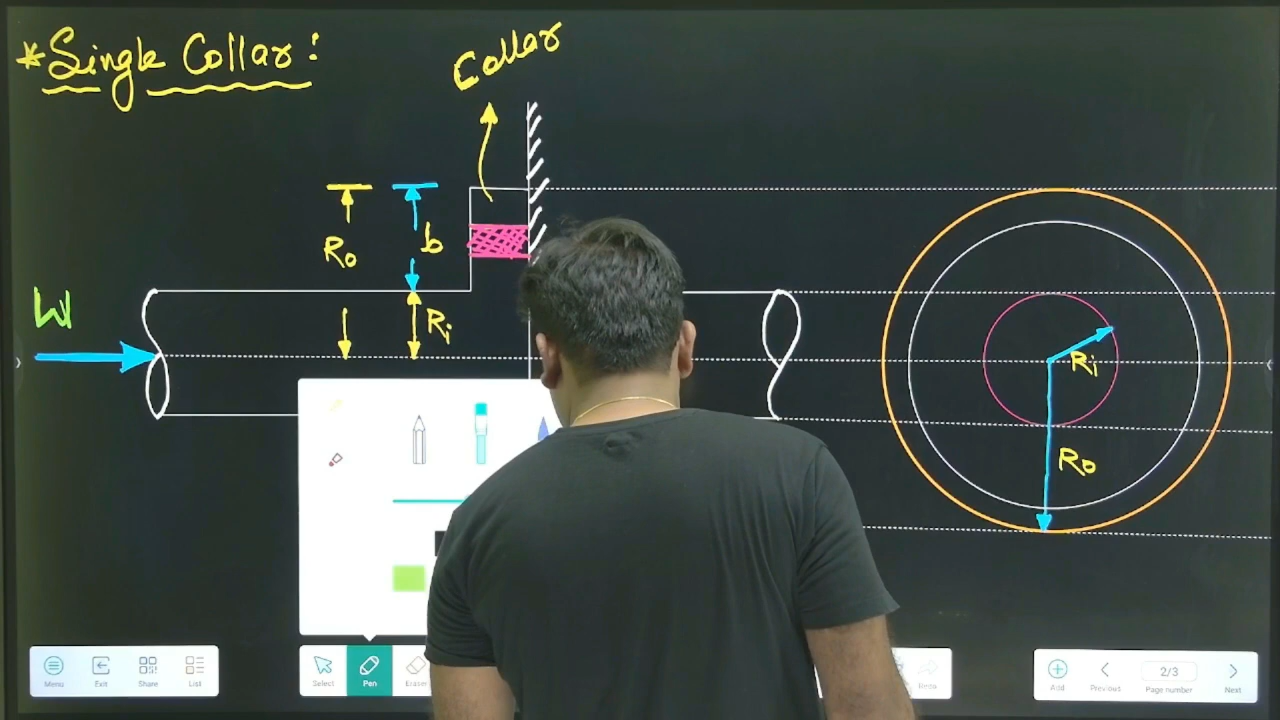 *Single Collar:
Collar
Ro
b
W
Ri
Ri
Ro
Menu
Exit
Share
List
Select
Pen
Eraser
Redo
Add
Previous
2/3
Page number
Next